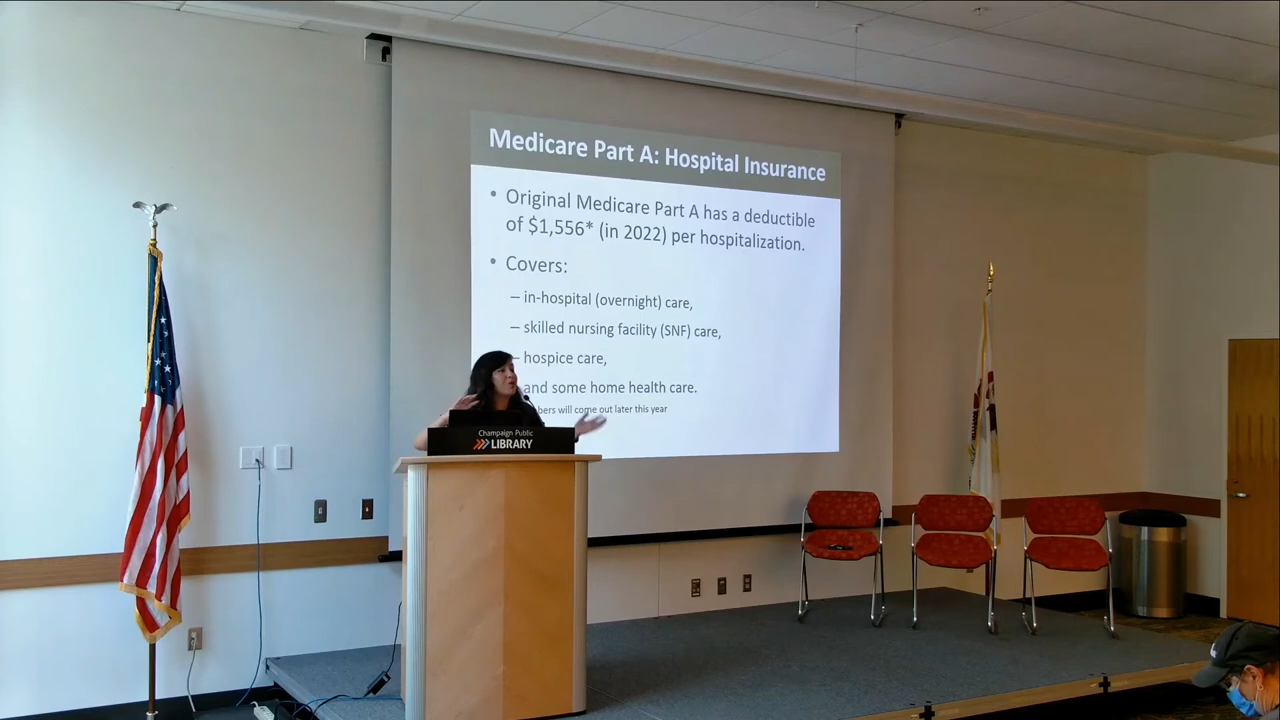 Medicare Part A: Hospital Insurance
• Original Medicare Part A has a deductible
of $1,556* (in 2022) per hospitalization.
• Covers:
– in-hospital (overnight) care,
– skilled nursing facility (SNF) care,
– hospice care,
and some home health care.
will come out later this year
Champaign Public
LIBRARY